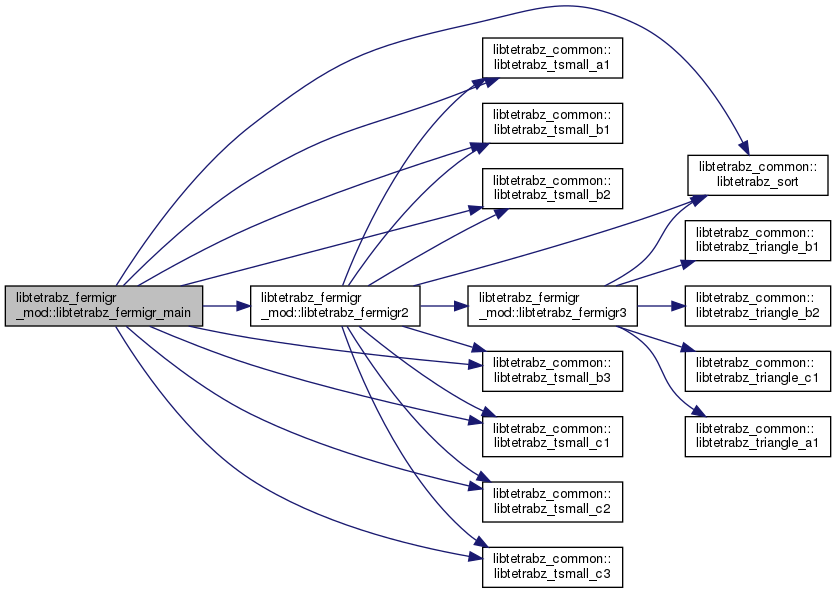 libtetrabz_fermigr
_mod::libtetrabz_fermigr_main
libtetrabz_fermigr
_mod::libtetrabz_fermigr2
libtetrabz_common::
libtetrabz_tsmall_a1
libtetrabz_common::
libtetrabz_tsmall_b1
libtetrabz_common::
libtetrabz_tsmall_b2
libtetrabz_fermigr
_mod::libtetrabz_fermigr3
libtetrabz_common::
libtetrabz_tsmall_b3
libtetrabz_common::
libtetrabz_tsmall_c1
libtetrabz_common::
libtetrabz_tsmall_c2
libtetrabz_common::
libtetrabz_tsmall_c3
libtetrabz_common::
libtetrabz_sort
libtetrabz_common::
libtetrabz_triangle_b1
libtetrabz_common::
libtetrabz_triangle_b2
libtetrabz_common::
libtetrabz_triangle_c1
libtetrabz_common::
libtetrabz_triangle_a1